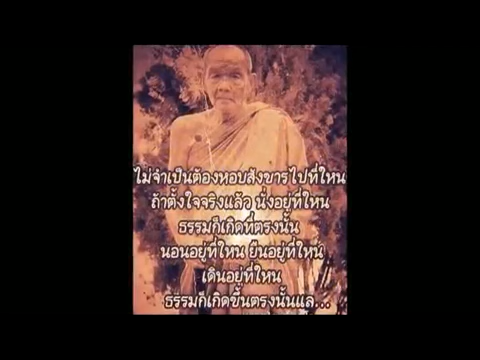 ไม่จำเป็นต้องหอบสังขารไปที่ใหน
ถ้าตั้งใจจริงแล้ว นั่งอยู่ที่ใหน
ธรรมก็เกิดที่ตรงนั้น
นอนอยู่ที่ใหน ยืนอยู่ที่ใหน
เดินอยู่ที่ใหน
ธรรมก็เกิดขึ้นตรงนั้นแล...